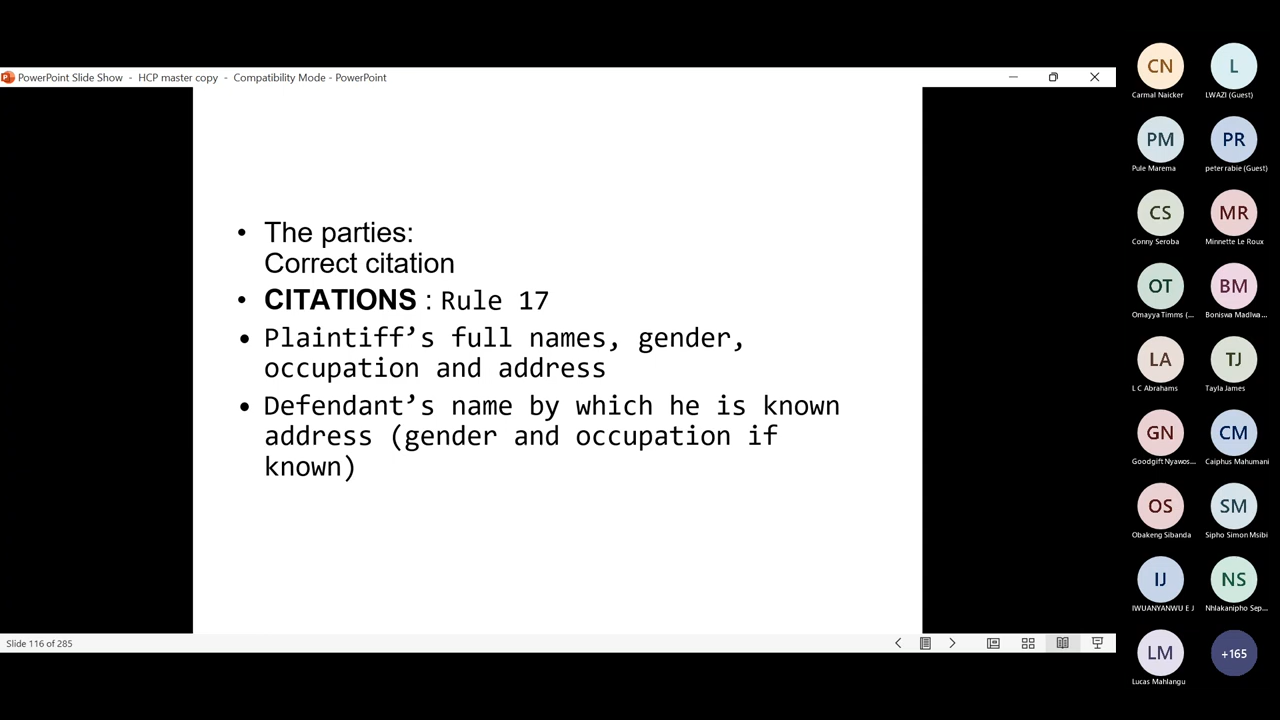 PowerPoint Slide Show - HCP master copy - Compatibility Mode - PowerPoint
• The parties:
Correct citation
• CITATIONS : Rule 17
• Plaintiff’s full names, gender,
occupation and address
• Defendant’s name by which he is known
address (gender and occupation if
known)
Slide 116 of 285
CN L
Carmal Naicker LWAZI (Guest)
PM PR
Pule Marema peter rabie (Guest)
CS MR
Conny Seroba Minnette Le Roux
OT BM
Omayya Timms (... Boniswa Madlwa...
LA TJ
L C Abrahams Tayla James
GN CM
Goodgift Nyawos... Caiphus Mahumani
OS SM
Obakeng Sibanda Sipho Simon Msibi
IJ NS
IWUANYANWU E J Nhlakanipho Sep...
LM +165
Lucas Mahlangu